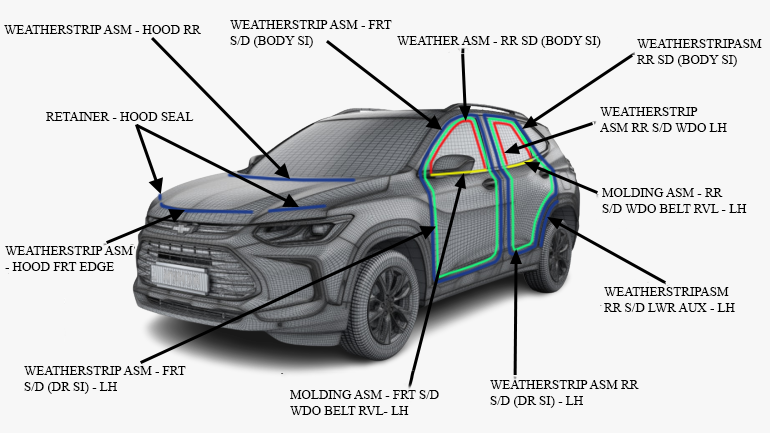 WEATHERSTRIP ASM - HOOD RR
WEATHERSTRIP ASM - FRT
S/D (BODY SI)
WEATHER ASM - RR SD (BODY SI)
WEATHERSTRIPASM
RR SD (BODY SI)
RETAINER - HOOD SEAL
WEATHERSTRIP
ASM RR S/D WDO LH
MOLDING ASM - RR
S/D WDO BELT RVL - LH
WEATHERSTRIP ASM
- HOOD FRT EDGE
WEATHERSTRIPASM
RR S/D LWR AUX - LH
WEATHERSTRIP ASM - FRT
S/D (DR SI) - LH
MOLDING ASM - FRT S/D
WDO BELT RVL- LH
WEATHERSTRIP ASM RR
S/D (DR SI) - LH